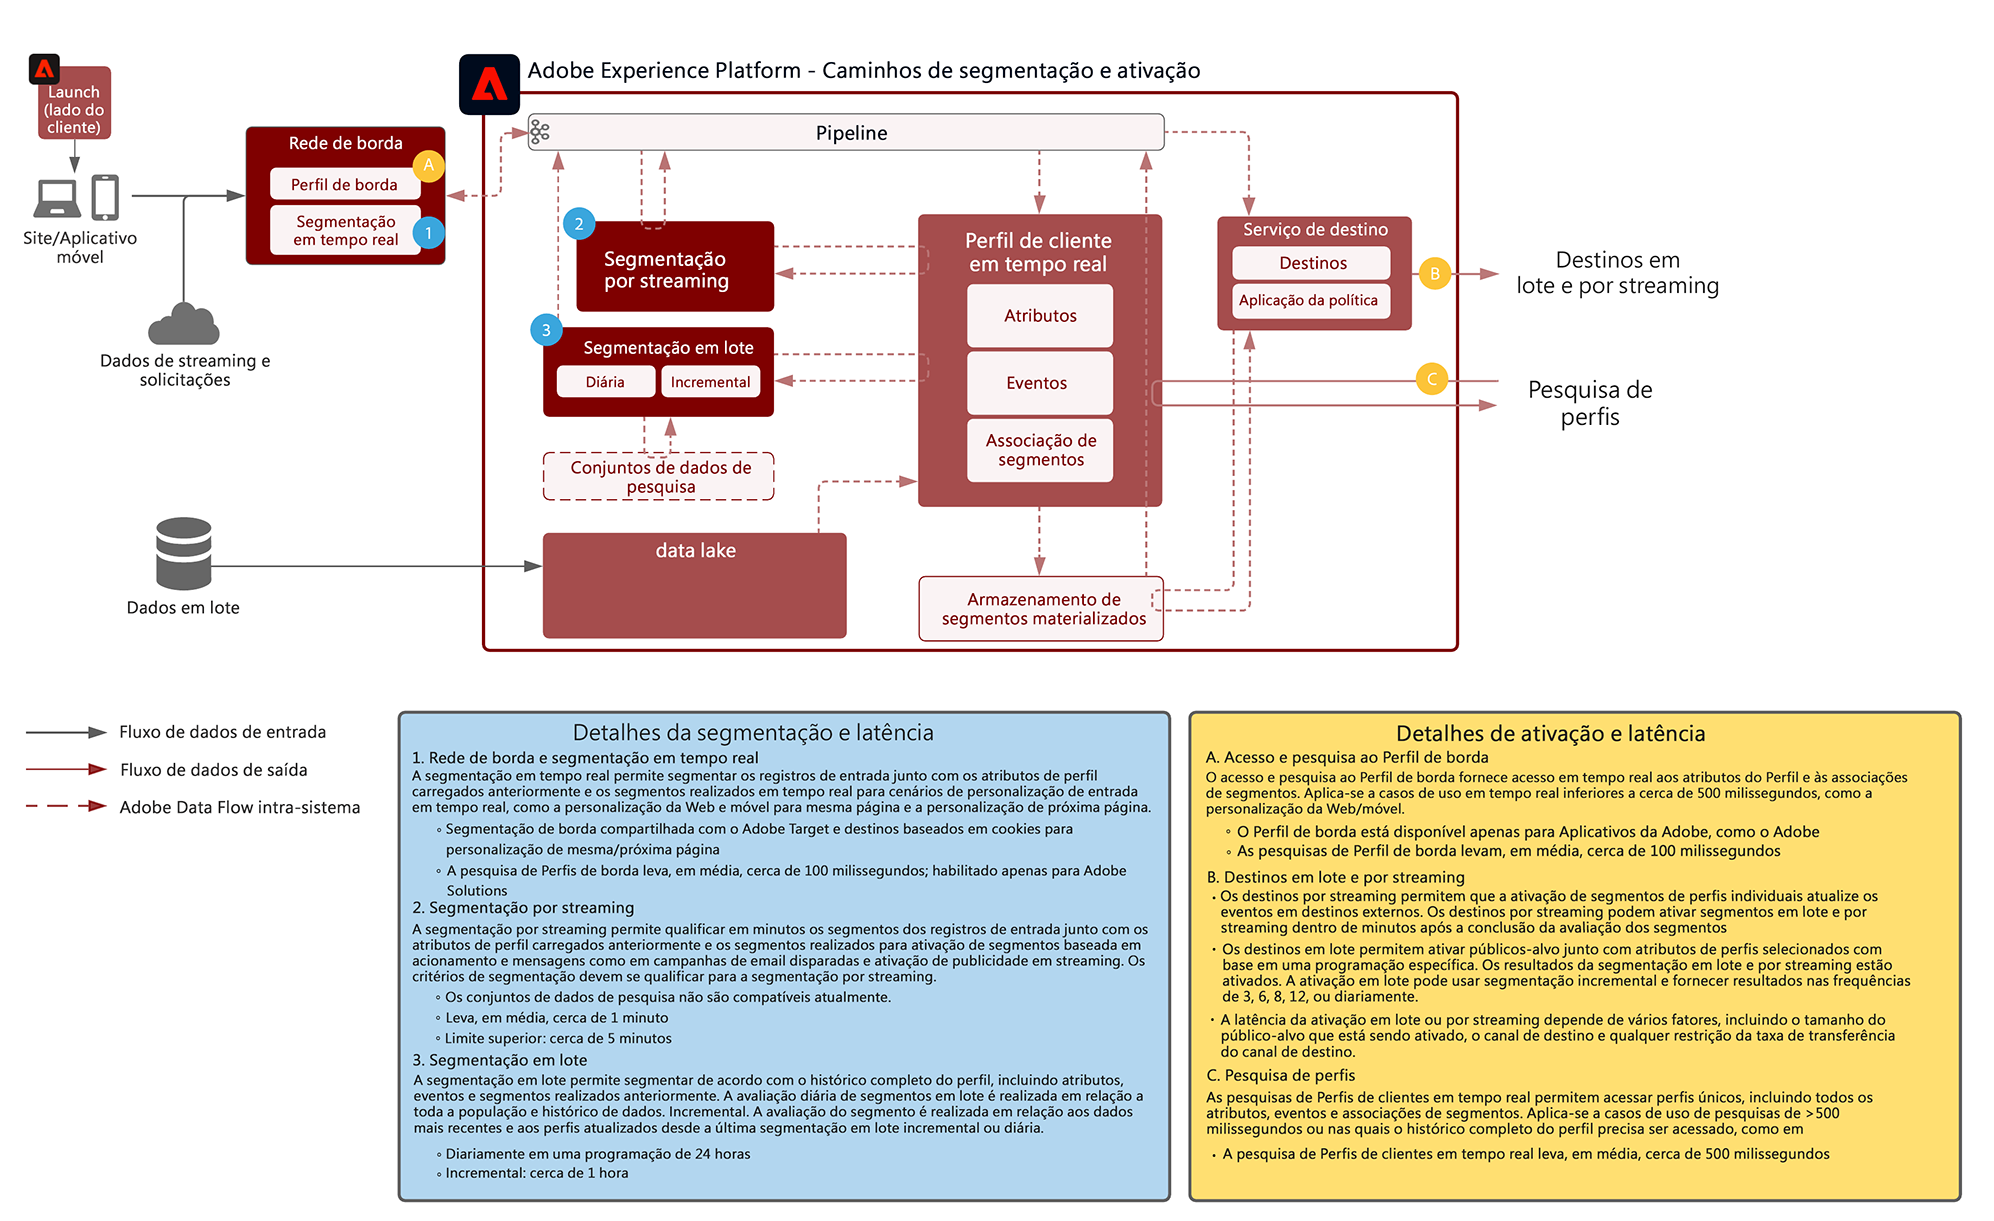 Adobe Experience Platform - Caminhos de segmentação e ativação
Launch
(lado do
cliente)
Site/Aplicativo
móvel
Dados de streaming e
solicitações
Dados em lote
Rede de borda
Perfil de borda
A
Segmentação
em tempo real
1
Pipeline
2
Segmentação
por streaming
3
Segmentação em lote
Diária
Incremental
Conjuntos de dados de
pesquisa
data lake
Perfil de cliente
em tempo real
Atributos
Eventos
Associação de
segmentos
Armazenamento de
segmentos materializados
Serviço de destino
Destinos
Aplicação da política
B
Destinos em
lote e por streaming
C
Pesquisa de
perfis
Fluxo de dados de entrada
Fluxo de dados de saída
Adobe Data Flow intra-sistema
Detalhes da segmentação e latência
1. Rede de borda e segmentação em tempo real
A segmentação em tempo real permite segmentar os registros de entrada junto com os atributos de perfil
carregados anteriormente e os segmentos realizados em tempo real para cenários de personalização de entrada
em tempo real, como a personalização da Web e móvel para mesma página e a personalização de próxima página.
◦ Segmentação de borda compartilhada com o Adobe Target e destinos baseados em cookies para
personalização de mesma/próxima página
◦ A pesquisa de Perfis de borda leva, em média, cerca de 100 milissegundos; habilitado apenas para Adobe
Solutions
2. Segmentação por streaming
A segmentação por streaming permite qualificar em minutos os segmentos dos registros de entrada junto com os
atributos de perfil carregados anteriormente e os segmentos realizados para ativação de segmentos baseada em
acionamento e mensagens como em campanhas de email disparadas e ativação de publicidade em streaming. Os
critérios de segmentação devem se qualificar para a segmentação por streaming.
◦ Os conjuntos de dados de pesquisa não são compatíveis atualmente.
◦ Leva, em média, cerca de 1 minuto
◦ Limite superior: cerca de 5 minutos
3. Segmentação em lote
A segmentação em lote permite segmentar de acordo com o histórico completo do perfil, incluindo atributos,
eventos e segmentos realizados anteriormente. A avaliação diária de segmentos em lote é realizada em relação a
toda a população e histórico de dados. Incremental. A avaliação do segmento é realizada em relação aos dados
mais recentes e aos perfis atualizados desde a última segmentação em lote incremental ou diária.
◦ Diariamente em uma programação de 24 horas
◦ Incremental: cerca de 1 hora
Detalhes de ativação e latência
A. Acesso e pesquisa ao Perfil de borda
O acesso e pesquisa ao Perfil de borda fornece acesso em tempo real aos atributos do Perfil e às associações
de segmentos. Aplica-se a casos de uso em tempo real inferiores a cerca de 500 milissegundos, como a
personalização da Web/móvel.
◦ O Perfil de borda está disponível apenas para Aplicativos da Adobe, como o Adobe
◦ As pesquisas de Perfil de borda levam, em média, cerca de 100 milissegundos
B. Destinos em lote e por streaming
• Os destinos por streaming permitem que a ativação de segmentos de perfis individuais atualize os
eventos em destinos externos. Os destinos por streaming podem ativar segmentos em lote e por
streaming dentro de minutos após a conclusão da avaliação dos segmentos
• Os destinos em lote permitem ativar públicos-alvo junto com atributos de perfis selecionados com
base em uma programação específica. Os resultados da segmentação em lote e por streaming estão
ativados. A ativação em lote pode usar segmentação incremental e fornecer resultados nas frequências
de 3, 6, 8, 12, ou diariamente.
• A latência da ativação em lote ou por streaming depende de vários fatores, incluindo o tamanho do
público-alvo que está sendo ativado, o canal de destino e qualquer restrição da taxa de transferência
do canal de destino.
C. Pesquisa de perfis
As pesquisas de Perfis de clientes em tempo real permitem acessar perfis únicos, incluindo todos os
atributos, eventos e associações de segmentos. Aplica-se a casos de uso de pesquisas de >500
milissegundos ou nas quais o histórico completo do perfil precisa ser acessado, como em
• A pesquisa de Perfis de clientes em tempo real leva, em média, cerca de 500 milissegundos